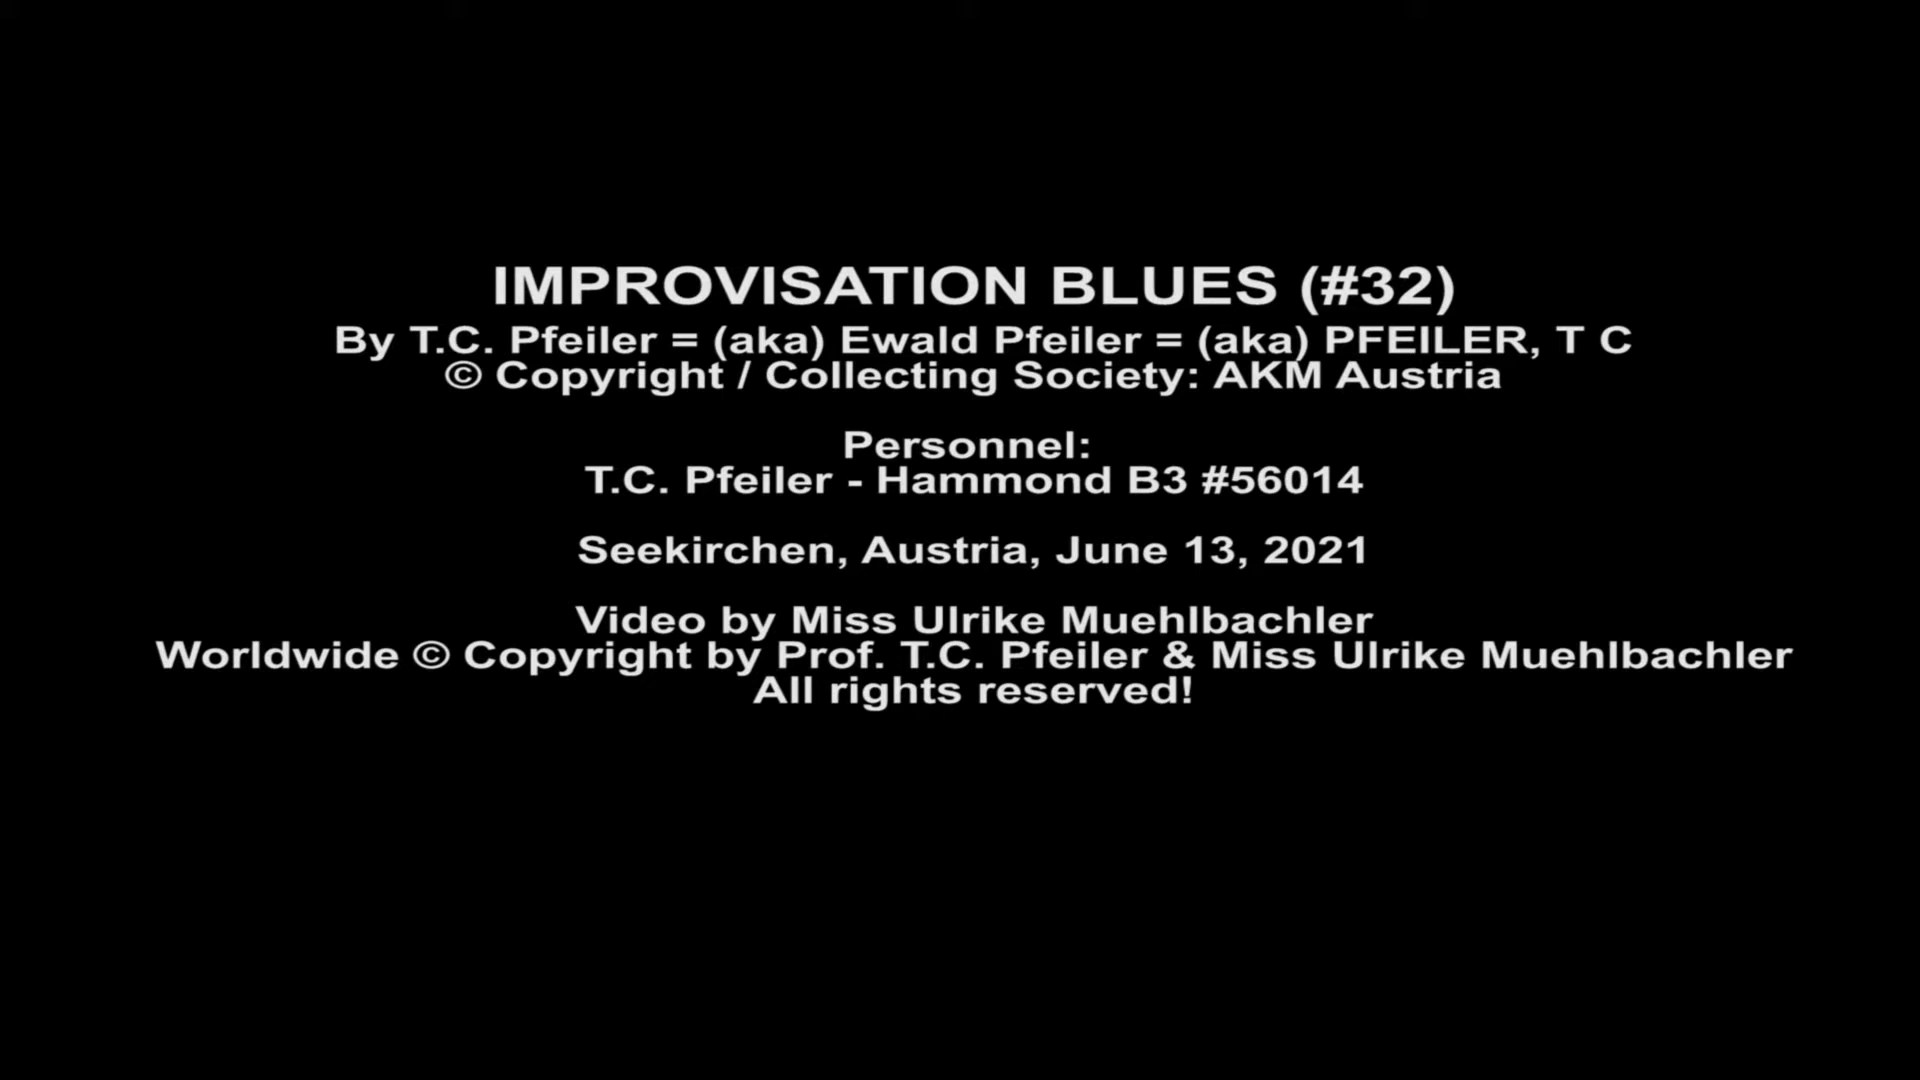 IMPROVISATION BLUES (#32)
By T.C. Pfeiler = (aka) Ewald Pfeiler = (aka) PFEILER, T C
© Copyright / Collecting Society: AKM Austria
Personnel:
T.C. Pfeiler - Hammond B3 #56014
Seekirchen, Austria, June 13, 2021
Video by Miss Ulrike Muehlbachler
Worldwide © Copyright by Prof. T.C. Pfeiler & Miss Ulrike Muehlbachler
All rights reserved!